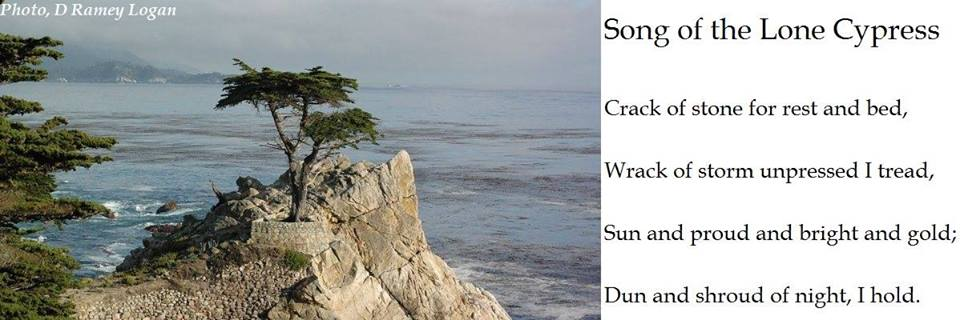 Photo, D Ramey Logan
Song of the Lone Cypress
Crack of stone for rest and bed,
Wrack of storm unpressed I tread,
Sun and proud and bright and gold;
Dun and shroud of night, I hold.